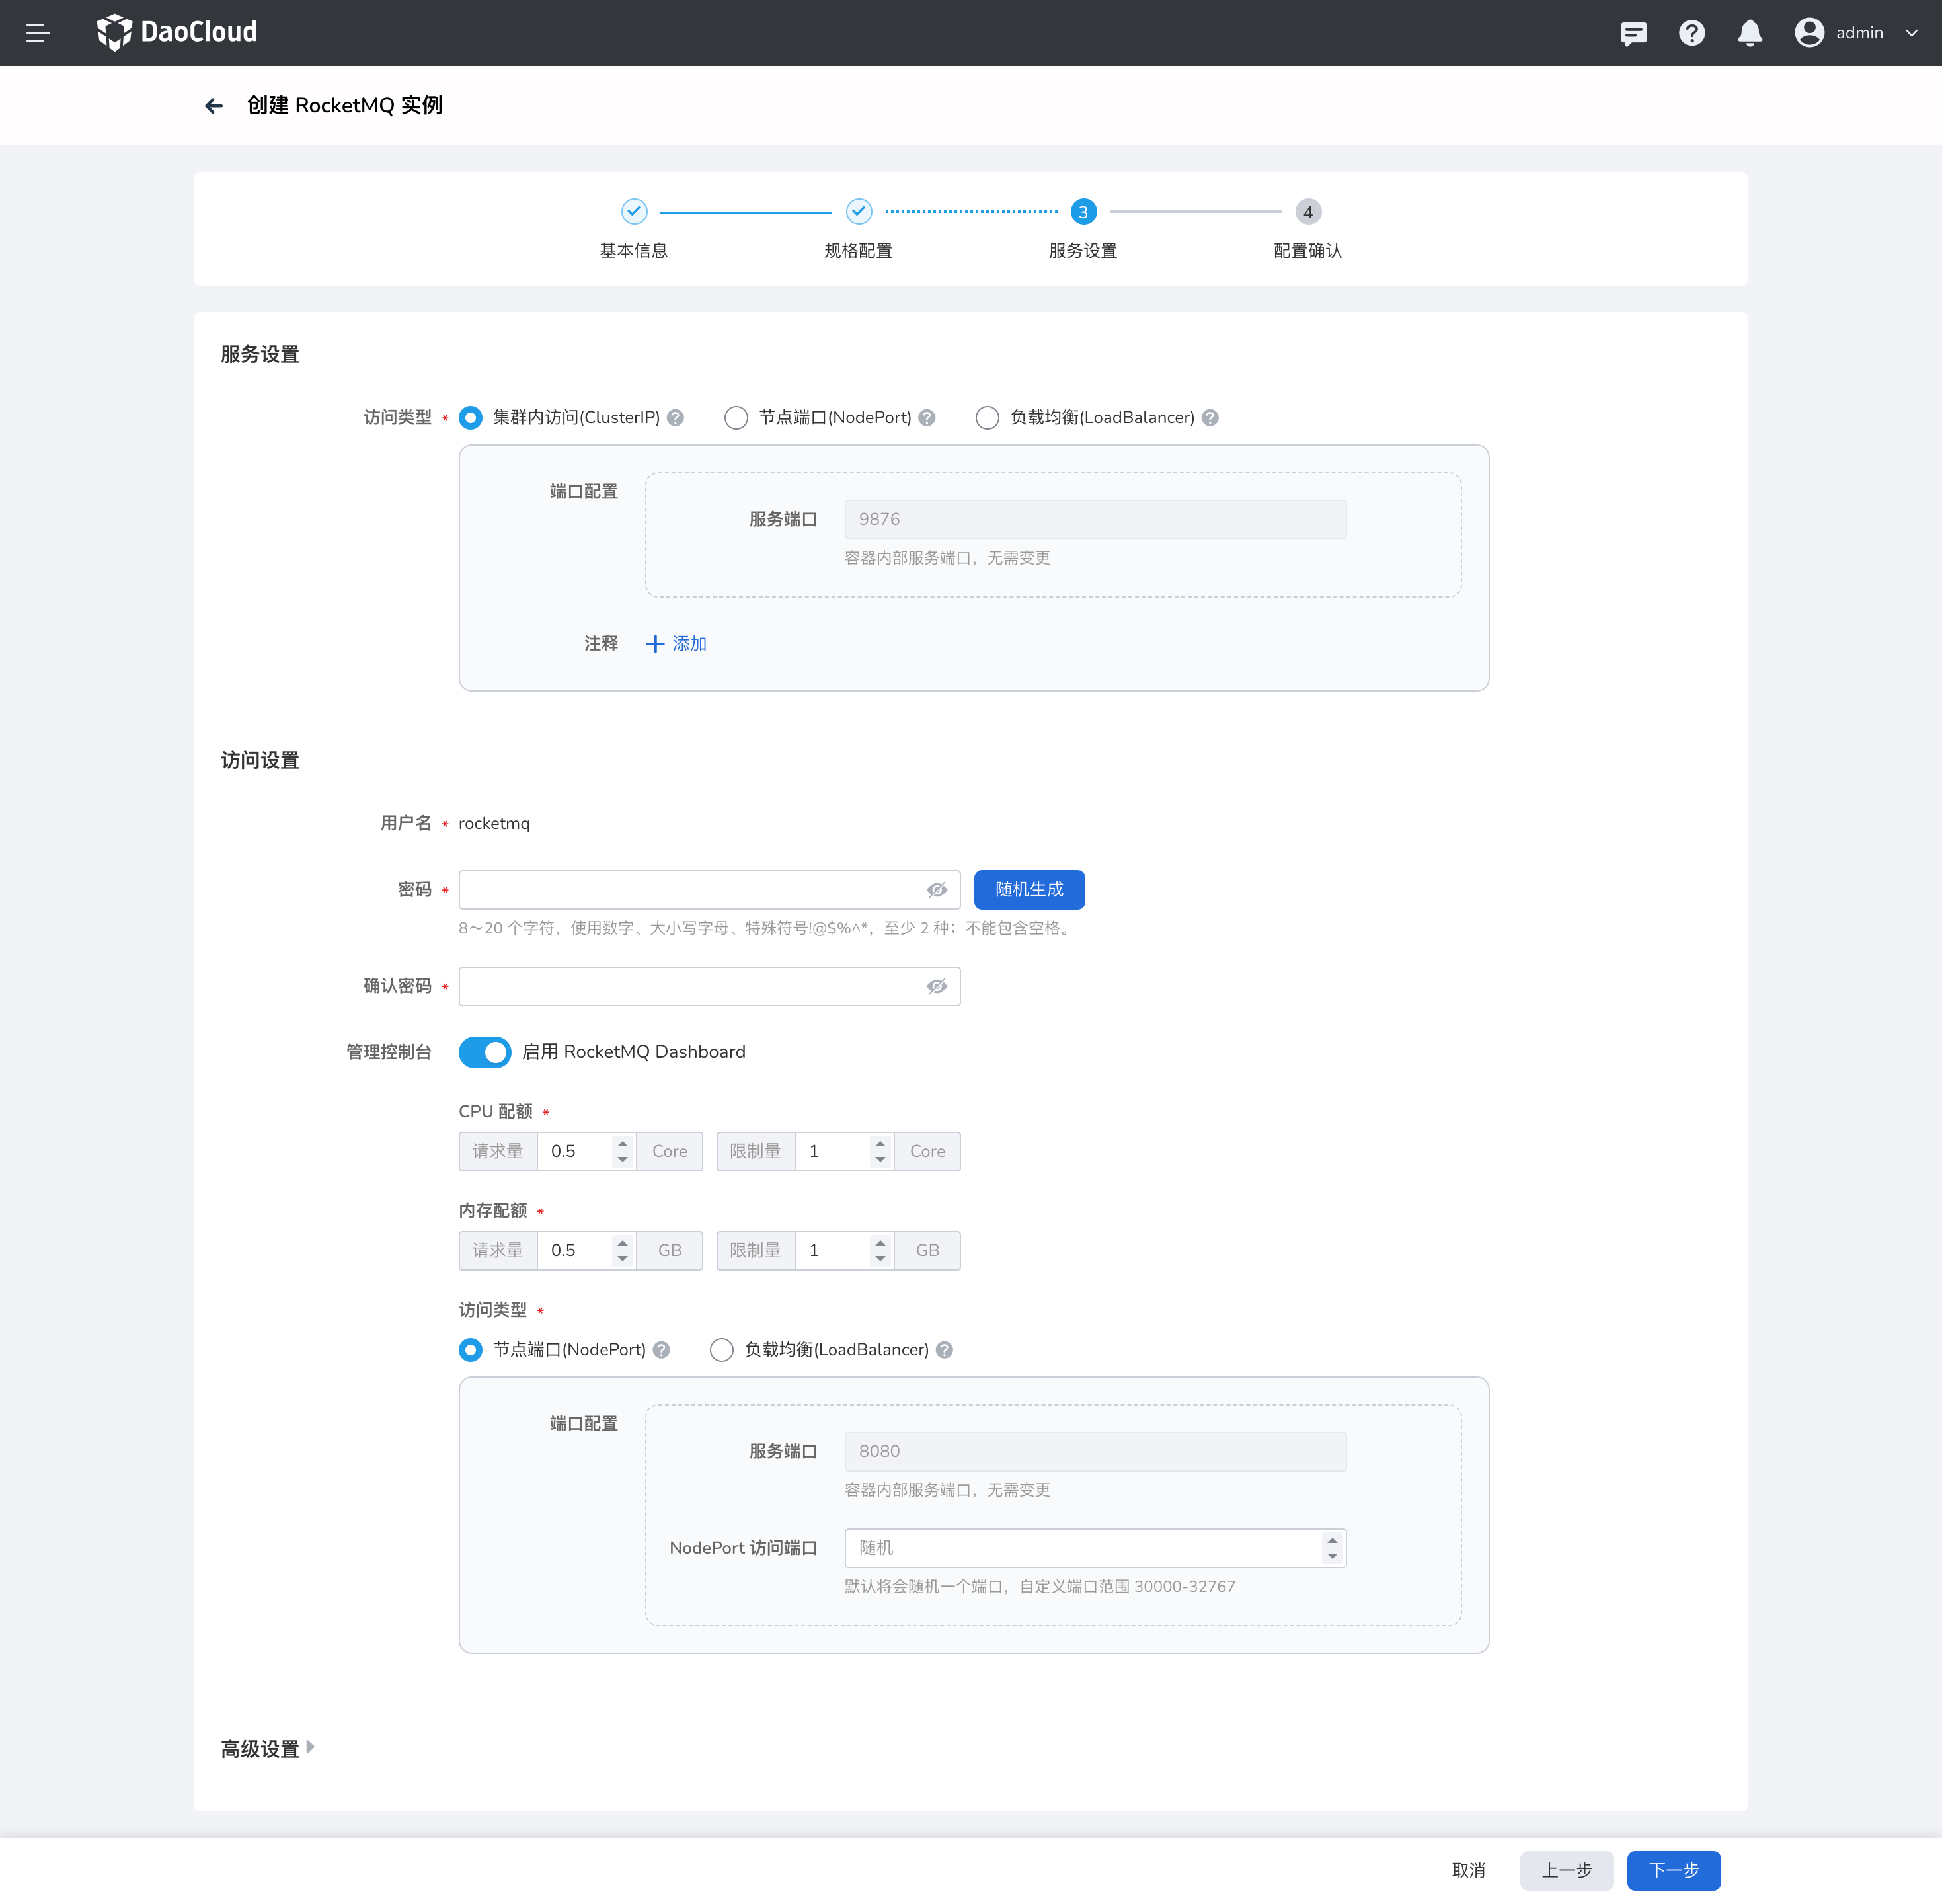 DaoCloud
admin
创建 RocketMQ 实例
3
4
基本信息
规格配置
服务设置
配置确认
服务设置
访问类型 *
集群内访问(ClusterIP) ?
节点端口(NodePort) ?
负载均衡(LoadBalancer) ?
端口配置
服务端口
9876
容器内部服务端口，无需变更
注释
添加
访问设置
用户名 * rocketmq
密码 *
随机生成
8～20 个字符，使用数字、大小写字母、特殊符号!@$%^*，至少 2 种；不能包含空格。
确认密码 *
管理控制台
启用 RocketMQ Dashboard
CPU 配额 *
请求量 0.5 Core 限制量 1 Core
内存配额 *
请求量 0.5 GB 限制量 1 GB
访问类型 *
节点端口(NodePort) ?
负载均衡(LoadBalancer) ?
端口配置
服务端口
8080
容器内部服务端口，无需变更
NodePort 访问端口
随机
默认将会随机一个端口，自定义端口范围 30000-32767
高级设置
取消
上一步
下一步